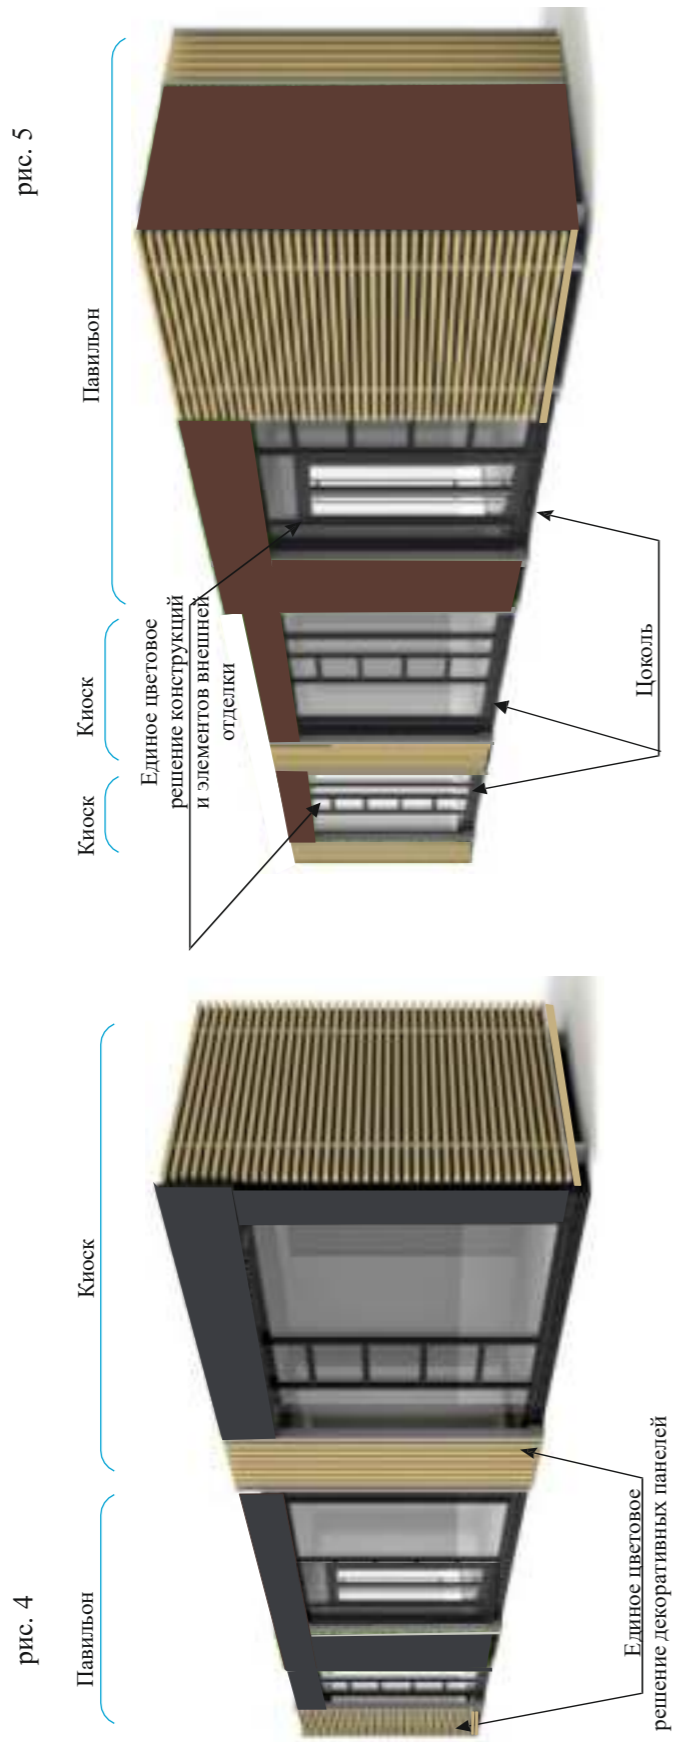 рис. 4
Павильон
Киоск
Единое цветовое
решение декоративных панелей
рис. 5
Киоск
Киоск
Павильон
Единое цветовое
решение конструкций
и элементов внешней
отделки
Цоколь